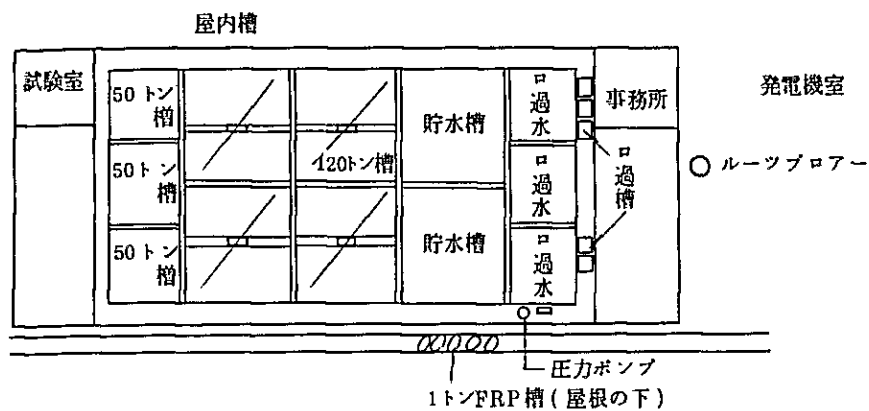 屋内槽
試験室
50トン
槽
50トン
槽
50トン
槽
120トン槽
貯水槽
貯水槽
ロ
過
水
ロ
過
水
ロ
過
水
事務所
ロ
過
槽
発電機室
ルーツブロアー
圧力ポンプ
1トンFRP槽(屋根の下)